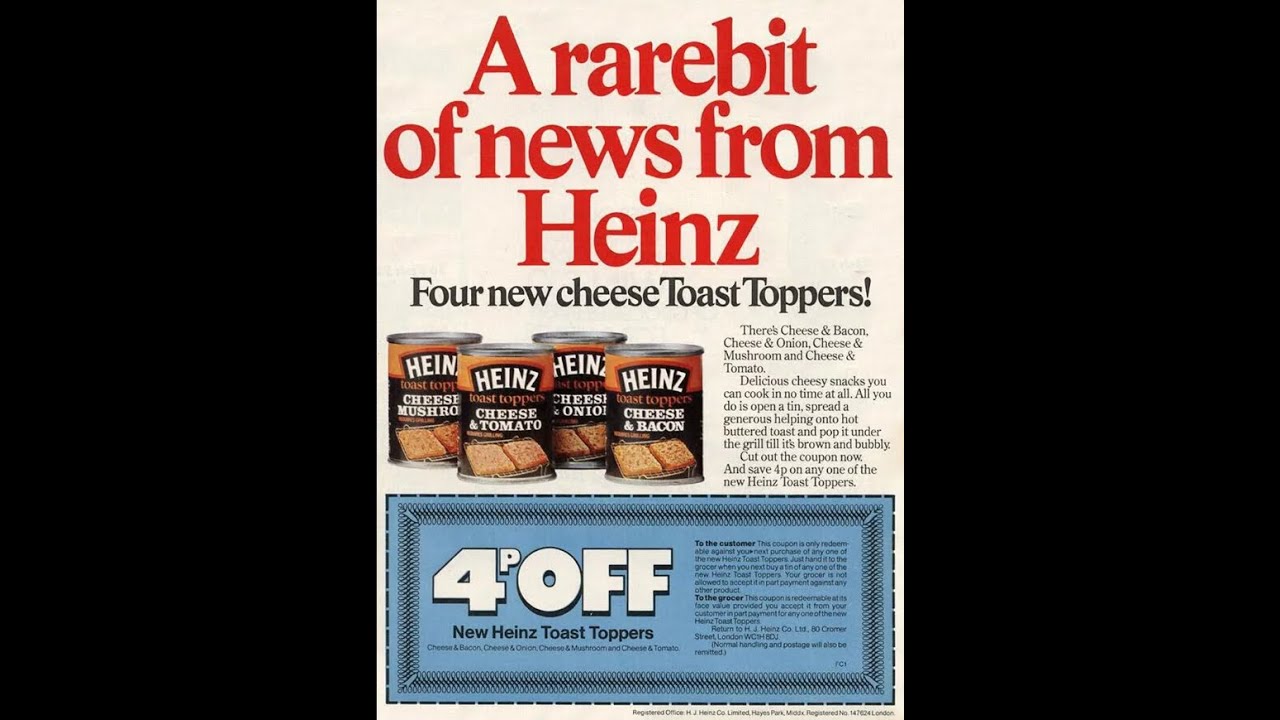 A rarebit
of news from
Heinz
Four new cheese Toast Toppers!
There's Cheese & Bacon,
Cheese & Onion, Cheese &
Mushroom and Cheese &
Tomato.
Delicious cheesy snacks you
can cook in no time at all. All you
do is open a tin, spread a
generous helping onto hot
buttered toast and pop it under
the grill till it's brown and bubbly.
Cut out the coupon now.
And save 4p on any one of the
new Heinz Toast Toppers.
HEIN
toast topp
CHEESE
MUSHRO
HEINZ
toast toppers
CHEESE
& TOMATO
REQUIRES GRILLING
HEINZ
toast toppe
CHEESE
& ONION
HEINZ
toast toppers
CHEESE
& BACON
REQUIRES GRILLING
4P OFF
New Heinz Toast Toppers
Cheese & Bacon, Cheese & Onion, Cheese & Mushroom and Cheese & Tomato.
To the customer This coupon is only redeem-
able against your next purchase of any one of
the new Heinz Toast Toppers. Just hand it to the
grocer when you next buy a tin of any one of the
new Heinz Toast Toppers. Your grocer is not
allowed to accept it in part payment against any
other product.
To the grocer This coupon is redeemable at its
face value provided you accept it from your
customer in part payment for any one of the new
Heinz Toast Toppers.
Return to H. J. Heinz Co. Ltd., 80 Cromer
Street, London WC1H 8DJ.
(Normal handling and postage will also be
remitted.)
Registered Office: H. J. Heinz Co. Limited, Hayes Park, Middx. Registered No. 147624 London.